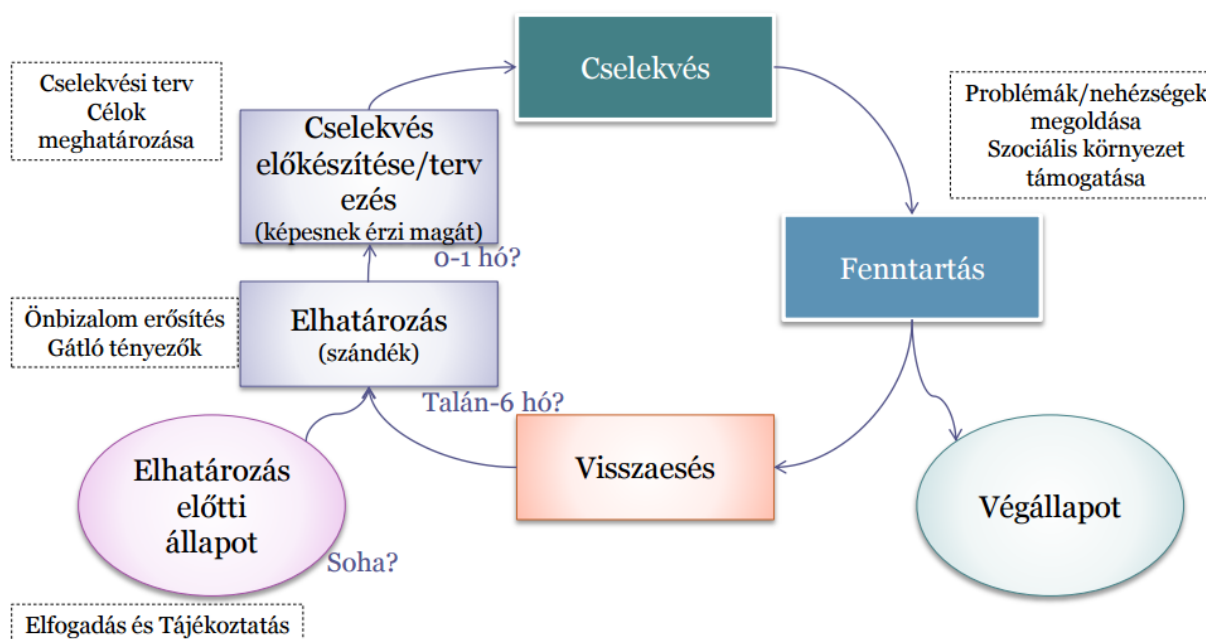 Cselekvés
Cselekvési terv
Célok
meghatározása
Problémák/nehézségek
megoldása
Szociális környezet
támogatása
Cselekvés
előkészítése/terv
ezés
(képesnek érzi magát)
0-1 hó?
Fenntartás
Önbizalom erősítés
Gátló tényezők
Elhatározás
(szándék)
Talán-6 hó?
Elhatározás
előtti
állapot
Soha?
Visszaesés
Végállapot
Elfogadás és Tájékoztatás